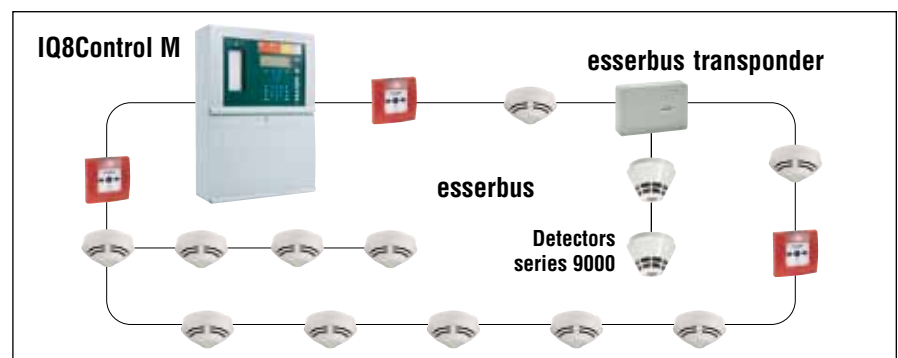 IQ8Control M
esserbus transponder
esserbus
Detectors
series 9000